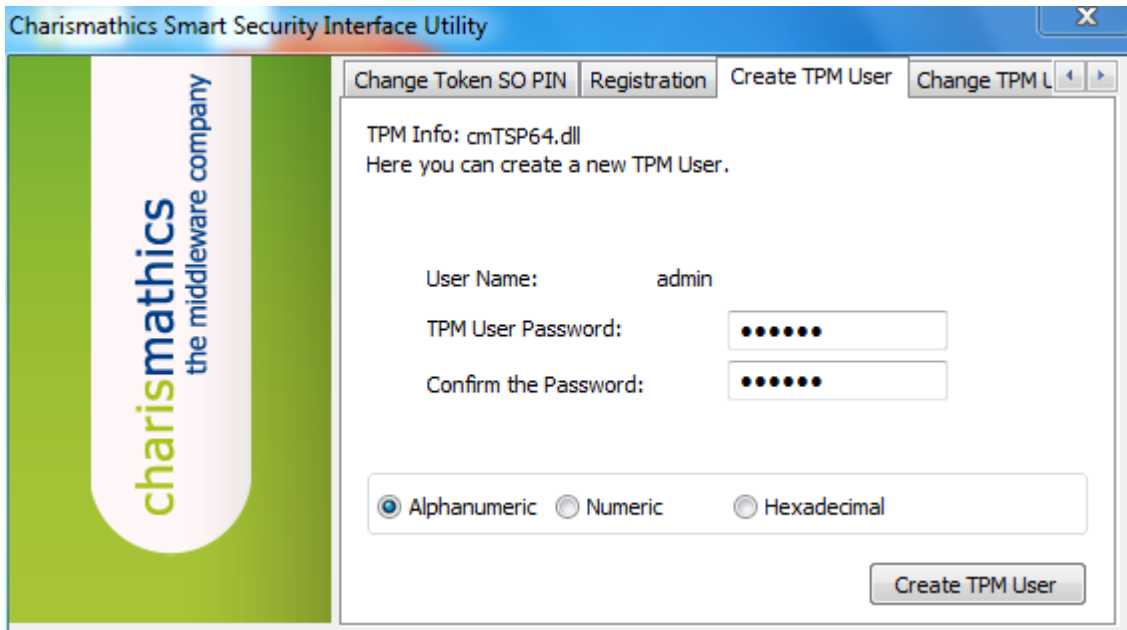 Charismathics Smart Security Interface Utility
charismathics
the middleware company
Change Token SO PIN Registration Create TPM User Change TPM U
TPM Info: cmTSP64.dll
Here you can create a new TPM User.
User Name: admin
TPM User Password: ●●●●●●
Confirm the Password: ●●●●●●
Alphanumeric Numeric Hexadecimal
Create TPM User